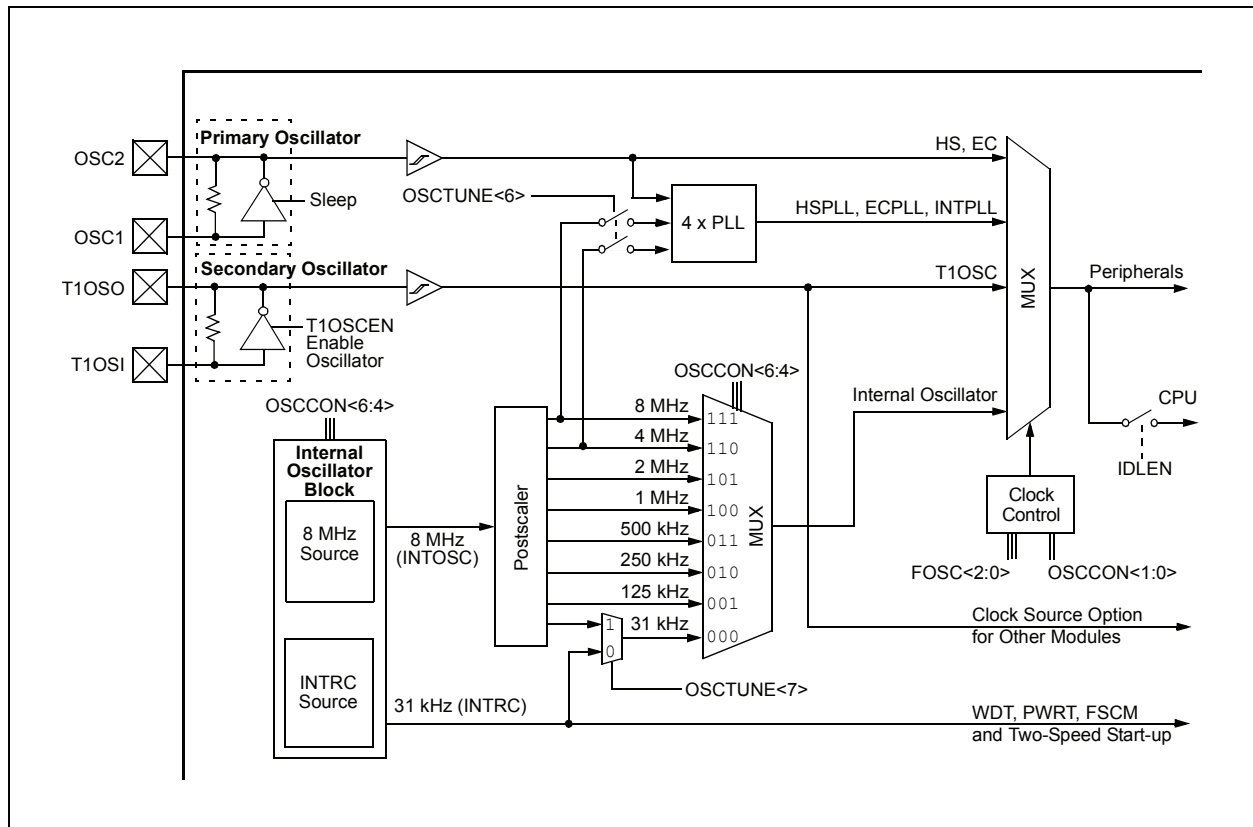 Primary Oscillator
OSC2
HS, EC
Sleep
OSCTUNE<6>
4 x PLL
HSPLL, ECPLL, INTPLL
OSC1
Secondary Oscillator
T1OSO
T1OSC
Peripherals
MUX
T1OSCEN
Enable
Oscillator
T1OSI
OSCCON<6:4>
Internal Oscillator
CPU
IDLEN
OSCCON<6:4>
Internal
Oscillator
Block
8 MHz
Source
8 MHz
(INTOSC)
Postscaler
8 MHz
111
4 MHz
110
2 MHz
101
1 MHz
100
500 kHz
011
250 kHz
010
125 kHz
001
1
0
31 kHz
000
MUX
Clock
Control
FOSC<2:0>
OSCCON<1:0>
Clock Source Option
for Other Modules
OSCTUNE<7>
INTRC
Source
31 kHz (INTRC)
WDT, PWRT, FSCM
and Two-Speed Start-up